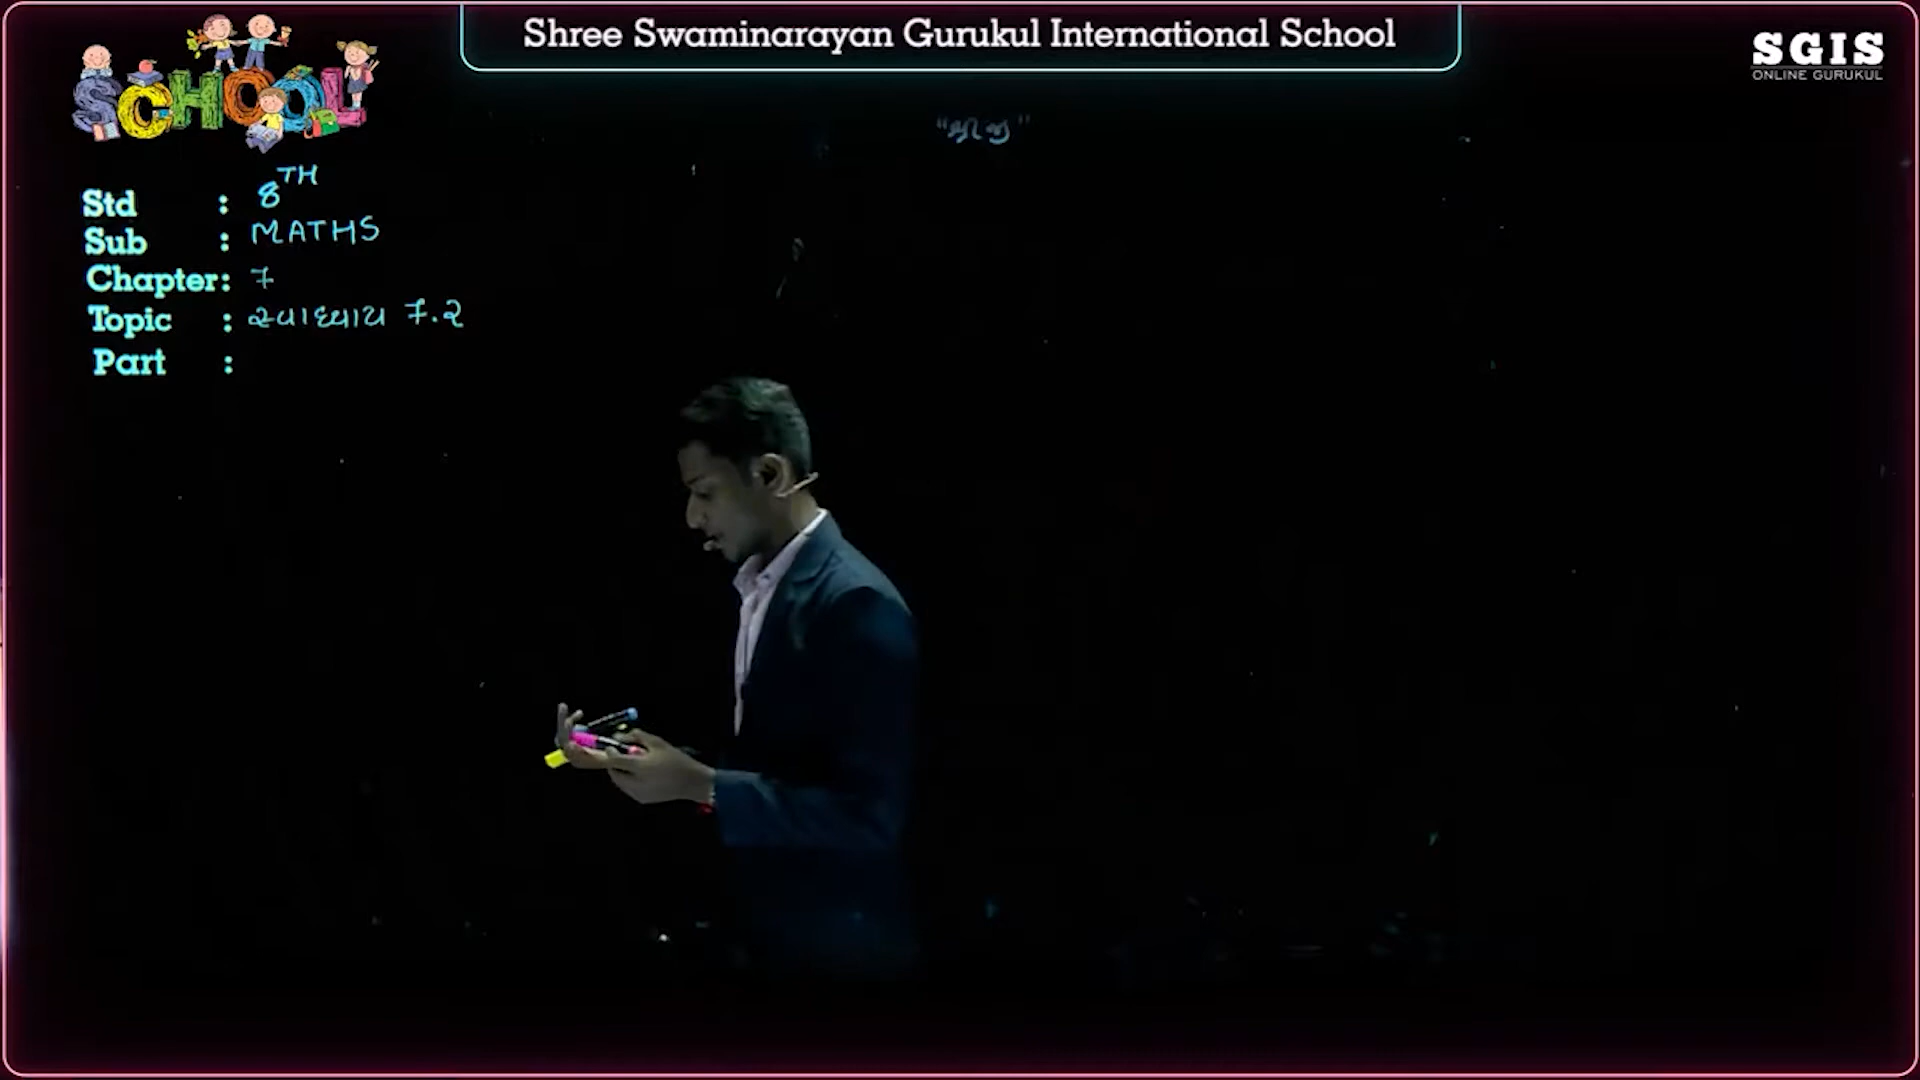 Shree Swaminarayan Gurukul International School
SCHOOL
SGIS
ONLINE GURUKUL
"શ્રીજી"
Std : 8TH
Sub : MATHS
Chapter: 7
Topic : સ્વાધ્યાય 7.2
Part :